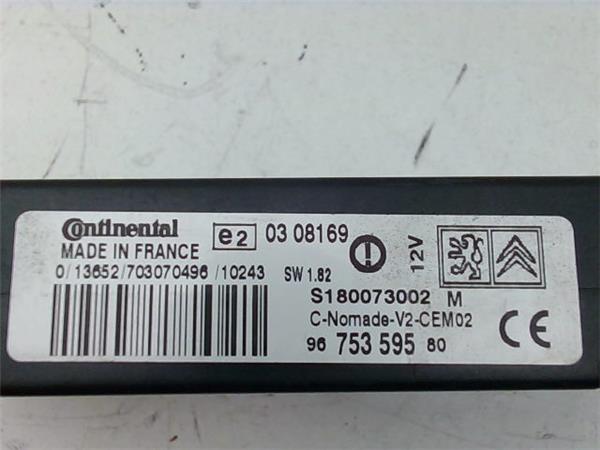 Continental
e2 03 08169
MADE IN FRANCE
0/13652/703070496 /10243 SW 1.82
12V
S180073002 M
C-Nomade-V2-CEM02
96 753 595 80
CE